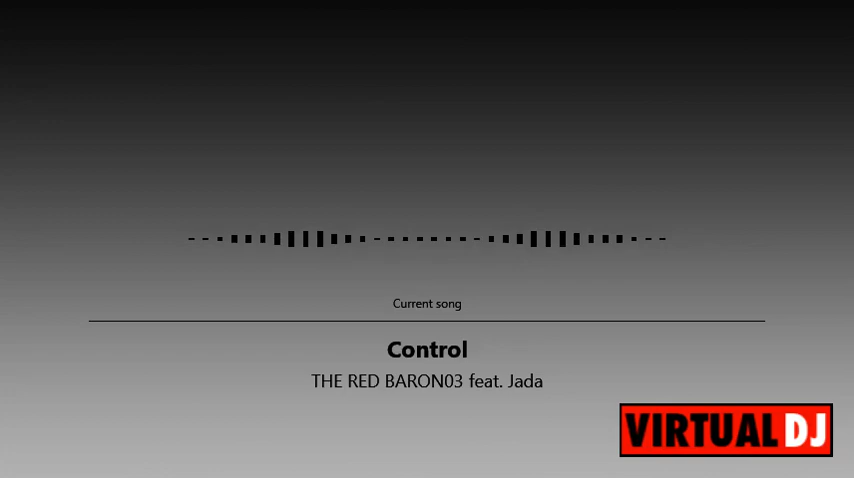 Current song
Control
THE RED BARON03 feat. Jada
VIRTUAL DJ